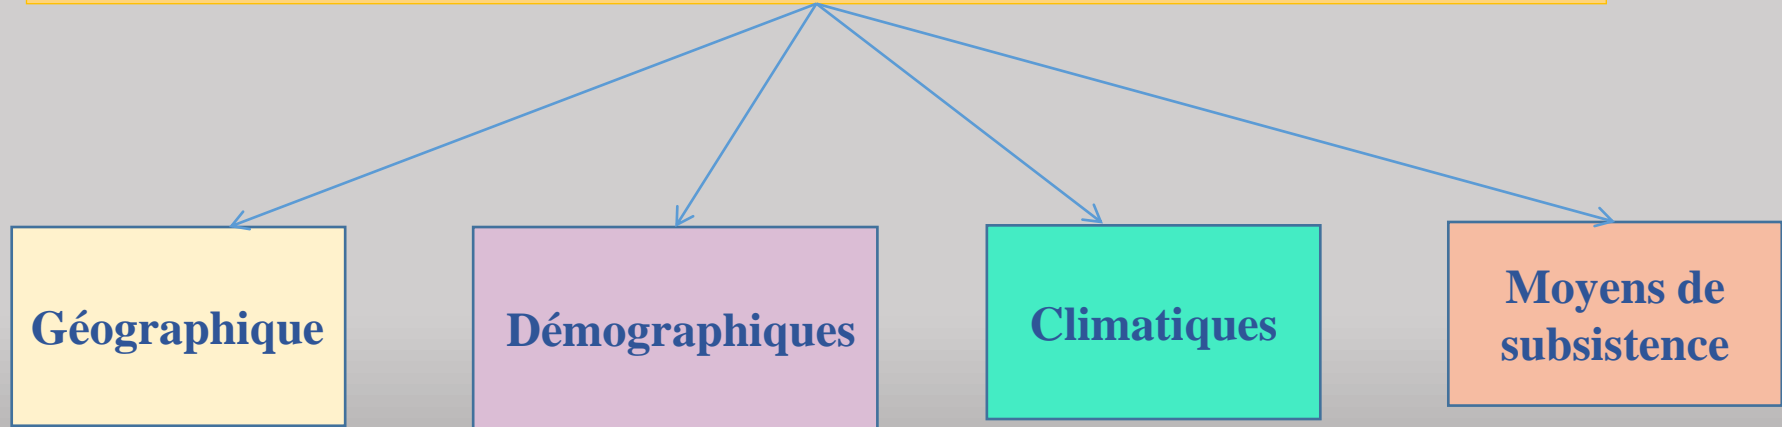 Géographique
Démographiques
Climatiques
Moyens de
subsistence